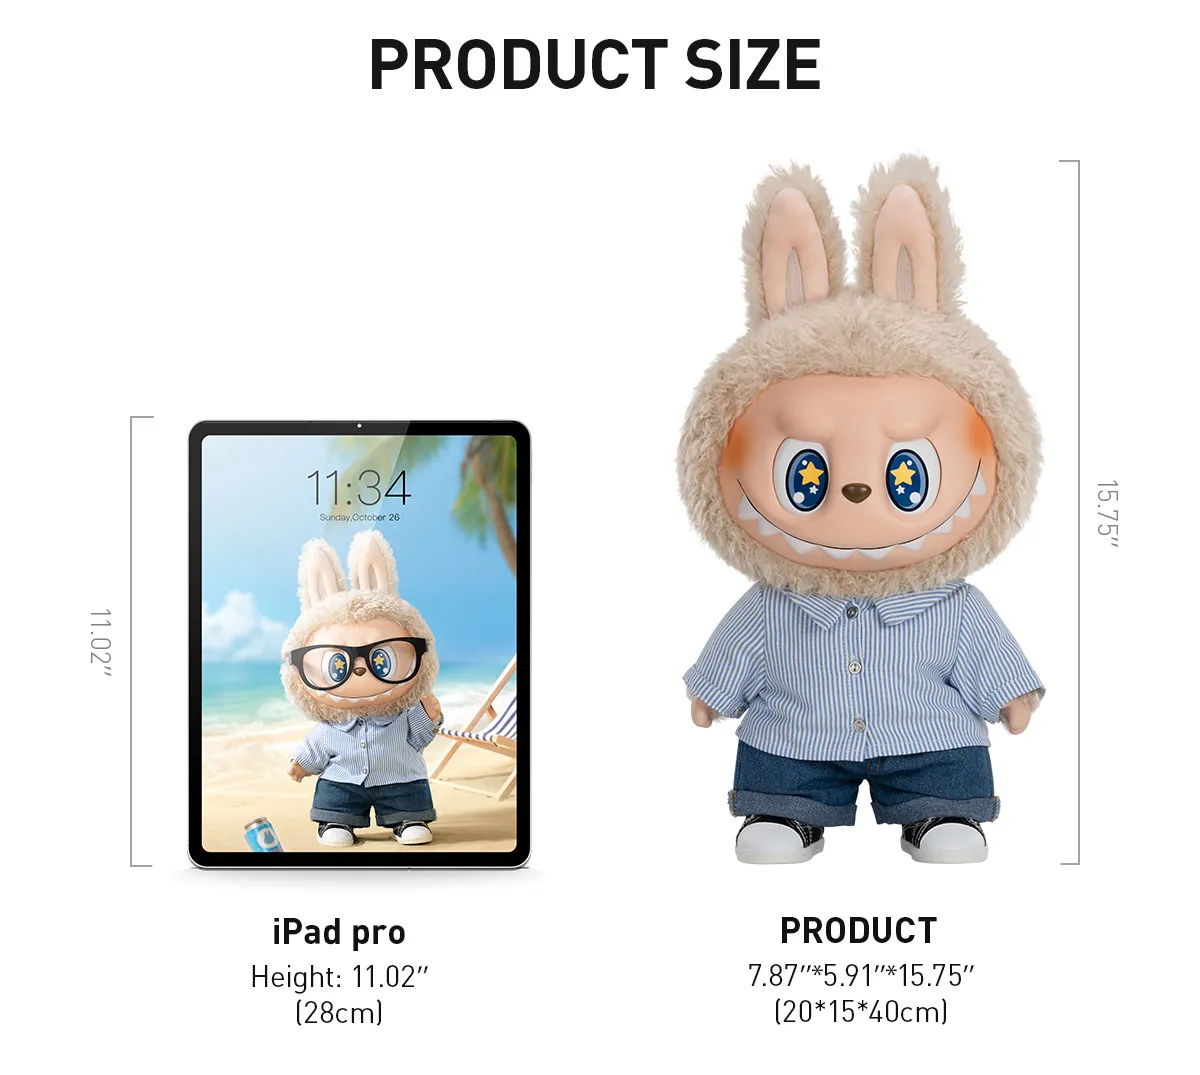 PRODUCT SIZE
11:34
Sunday,October 26
11.02″
15.75″
iPad pro
Height: 11.02″
(28cm)
PRODUCT
7.87″*5.91″*15.75″
(20*15*40cm)